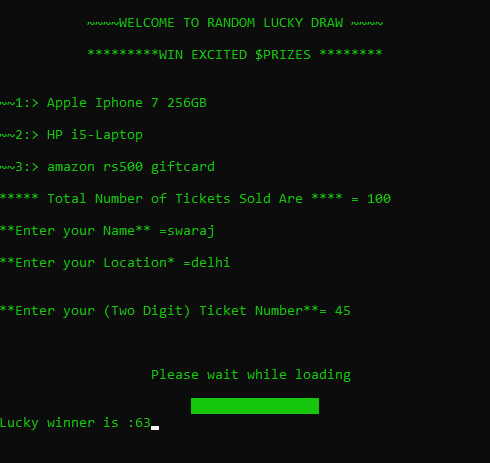 ~~~~WELCOME TO RANDOM LUCKY DRAW ~~~~
*********WIN EXCITED $PRIZES ********
~~1:> Apple Iphone 7 256GB
~~2:> HP i5-Laptop
~~3:> amazon rs500 giftcard
***** Total Number of Tickets Sold Are **** = 100
**Enter your Name** =swaraj
**Enter your Location* =delhi
**Enter your (Two Digit) Ticket Number**= 45
Please wait while loading
Lucky winner is :63